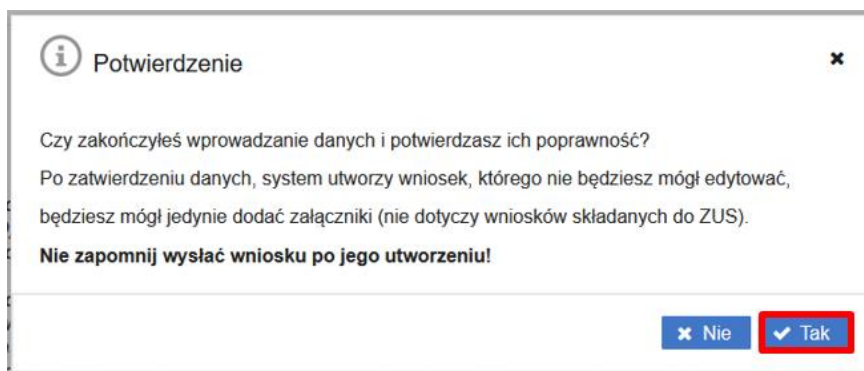 Potwierdzenie
Czy zakończyłeś wprowadzanie danych i potwierdzasz ich poprawność?
Po zatwierdzeniu danych, system utworzy wniosek, którego nie będziesz mógł edytować,
będziesz mógł jedynie dodać załączniki (nie dotyczy wniosków składanych do ZUS).
Nie zapomnij wysłać wniosku po jego utworzeniu!
Nie Tak